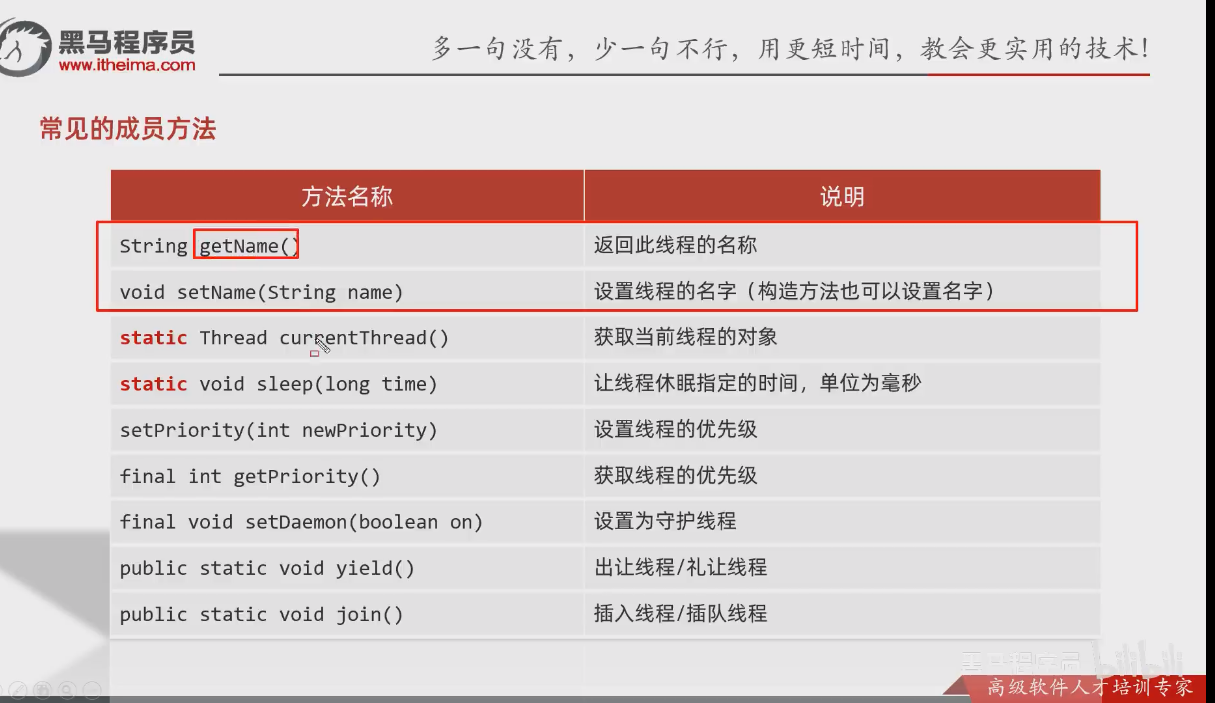 黑马程序员
www.itheima.com
多一句没有，少一句不行，用更短时间，教会更实用的技术！
常见的成员方法
方法名称 说明
String getName() 返回此线程的名称
void setName(String name) 设置线程的名字（构造方法也可以设置名字）
static Thread currentThread() 获取当前线程的对象
static void sleep(long time) 让线程休眠指定的时间，单位为毫秒
setPriority(int newPriority) 设置线程的优先级
final int getPriority() 获取线程的优先级
final void setDaemon(boolean on) 设置为守护线程
public static void yield() 出让线程/礼让线程
public static void join() 插入线程/插队线程
黑马程序员 bilibili
高级软件人才培训专家